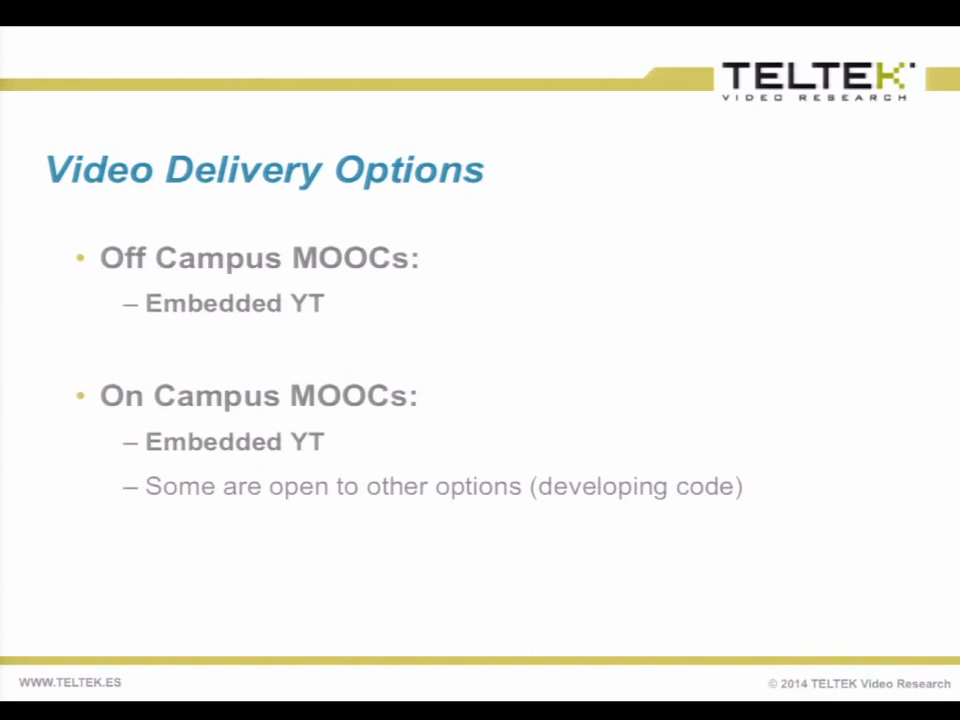 TELTEK
VIDEO RESEARCH
Video Delivery Options
• Off Campus MOOCs:
– Embedded YT
• On Campus MOOCs:
– Embedded YT
– Some are open to other options (developing code)
WWW.TELTEK.ES
© 2014 TELTEK Video Research